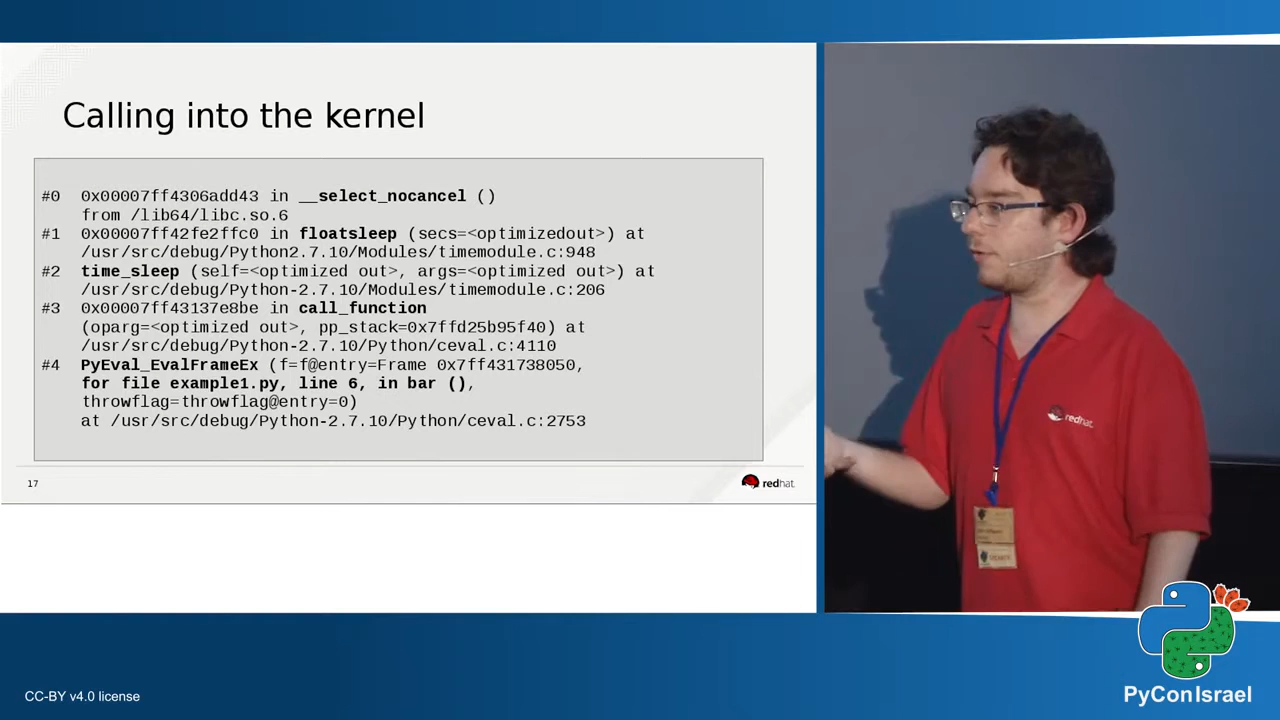 Calling into the kernel
#0 0x00007ff4306add43 in __select_nocancel ()
from /lib64/libc.so.6
#1 0x00007ff42fe2ffc0 in floatsleep (secs=<optimizedout>) at
/usr/src/debug/Python2.7.10/Modules/timemodule.c:948
#2 time_sleep (self=<optimized out>, args=<optimized out>) at
/usr/src/debug/Python-2.7.10/Modules/timemodule.c:206
#3 0x00007ff43137e8be in call_function
(oparg=<optimized out>, pp_stack=0x7ffd25b95f40) at
/usr/src/debug/Python-2.7.10/Python/ceval.c:4110
#4 PyEval_EvalFrameEx (f=f@entry=Frame 0x7ff431738050,
for file example1.py, line 6, in bar (),
throwflag=throwflag@entry=0)
at /usr/src/debug/Python-2.7.10/Python/ceval.c:2753
17
redhat.
redhat.
CC-BY v4.0 license
PyConIsrael